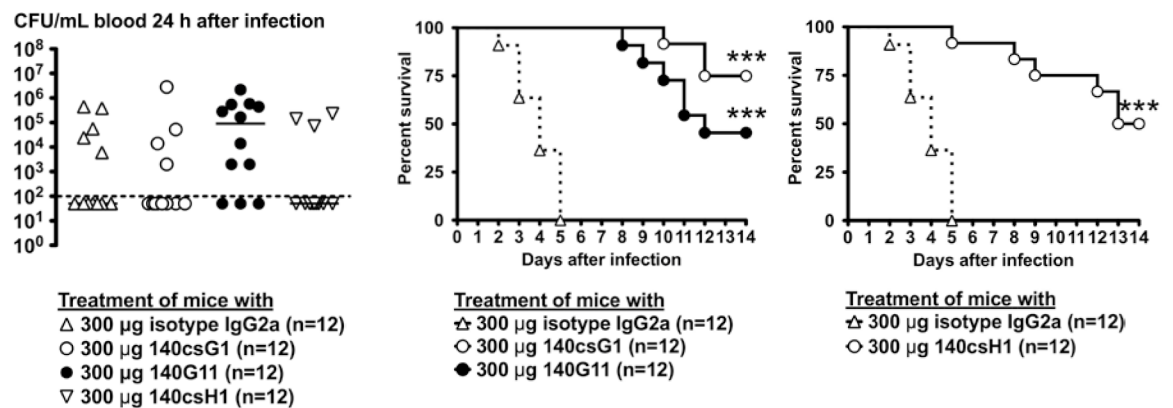 CFU/mL blood 24 h after infection
10⁸
10⁷
10⁶
10⁵
10⁴
10³
10²
10¹
10⁰
Treatment of mice with
△ 300 µg isotype IgG2a (n=12)
○ 300 µg 140csG1 (n=12)
● 300 µg 140G11 (n=12)
▽ 300 µg 140csH1 (n=12)
Percent survival
100
75
50
25
0
***
***
0 1 2 3 4 5 6 7 8 9 10 11 12 13 14
Days after infection
Treatment of mice with
300 µg isotype IgG2a (n=12)
300 µg 140csG1 (n=12)
300 µg 140G11 (n=12)
Percent survival
100
75
50
25
0
***
0 1 2 3 4 5 6 7 8 9 10 11 12 13 14
Days after infection
Treatment of mice with
300 µg isotype IgG2a (n=12)
300 µg 140csH1 (n=12)